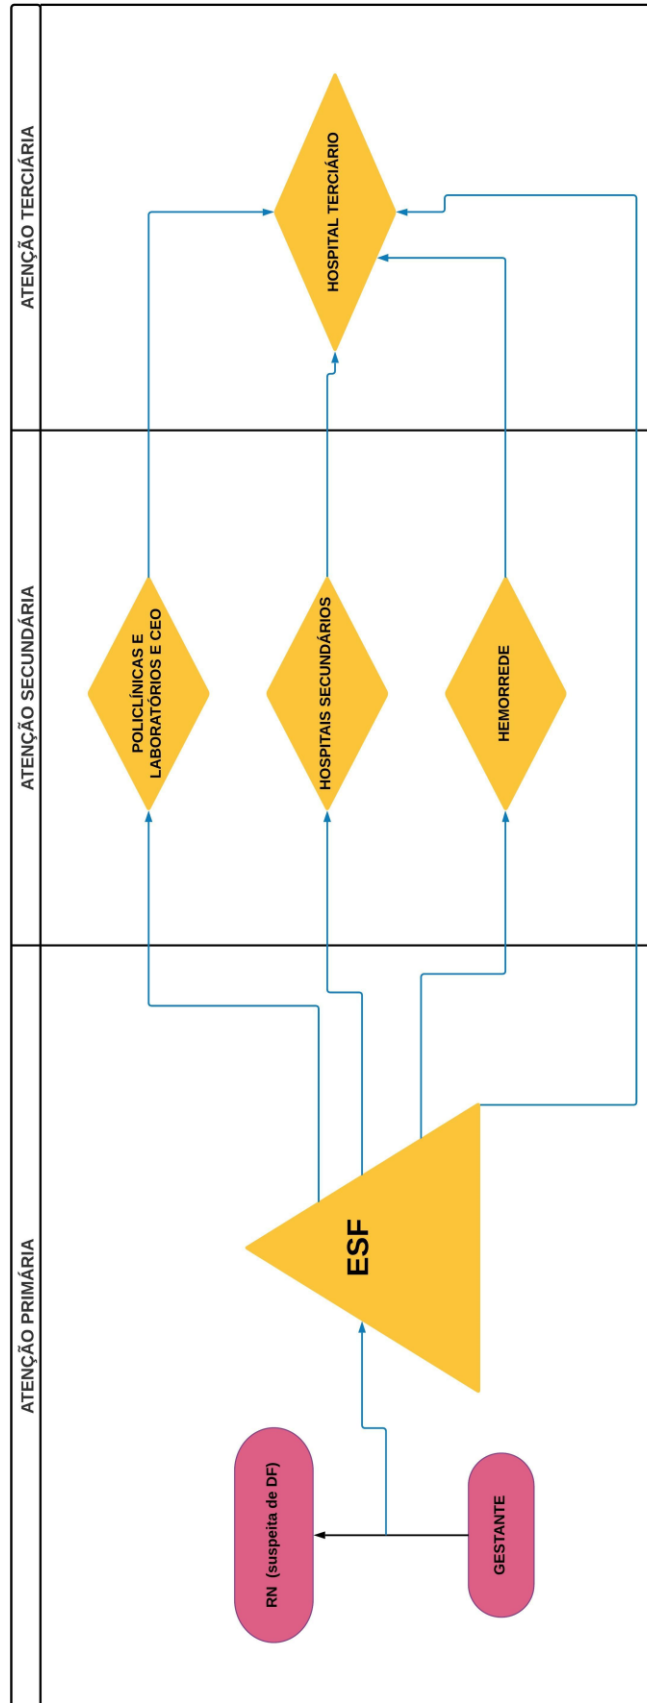 ATENÇÃO PRIMÁRIA
ATENÇÃO SECUNDÁRIA
ATENÇÃO TERCIÁRIA
RN (suspeita de DF)
GESTANTE
ESF
POLICLÍNICAS E
LABORATÓRIOS E CEO
HOSPITAIS SECUNDÁRIOS
HEMORREDE
HOSPITAL TERCIÁRIO